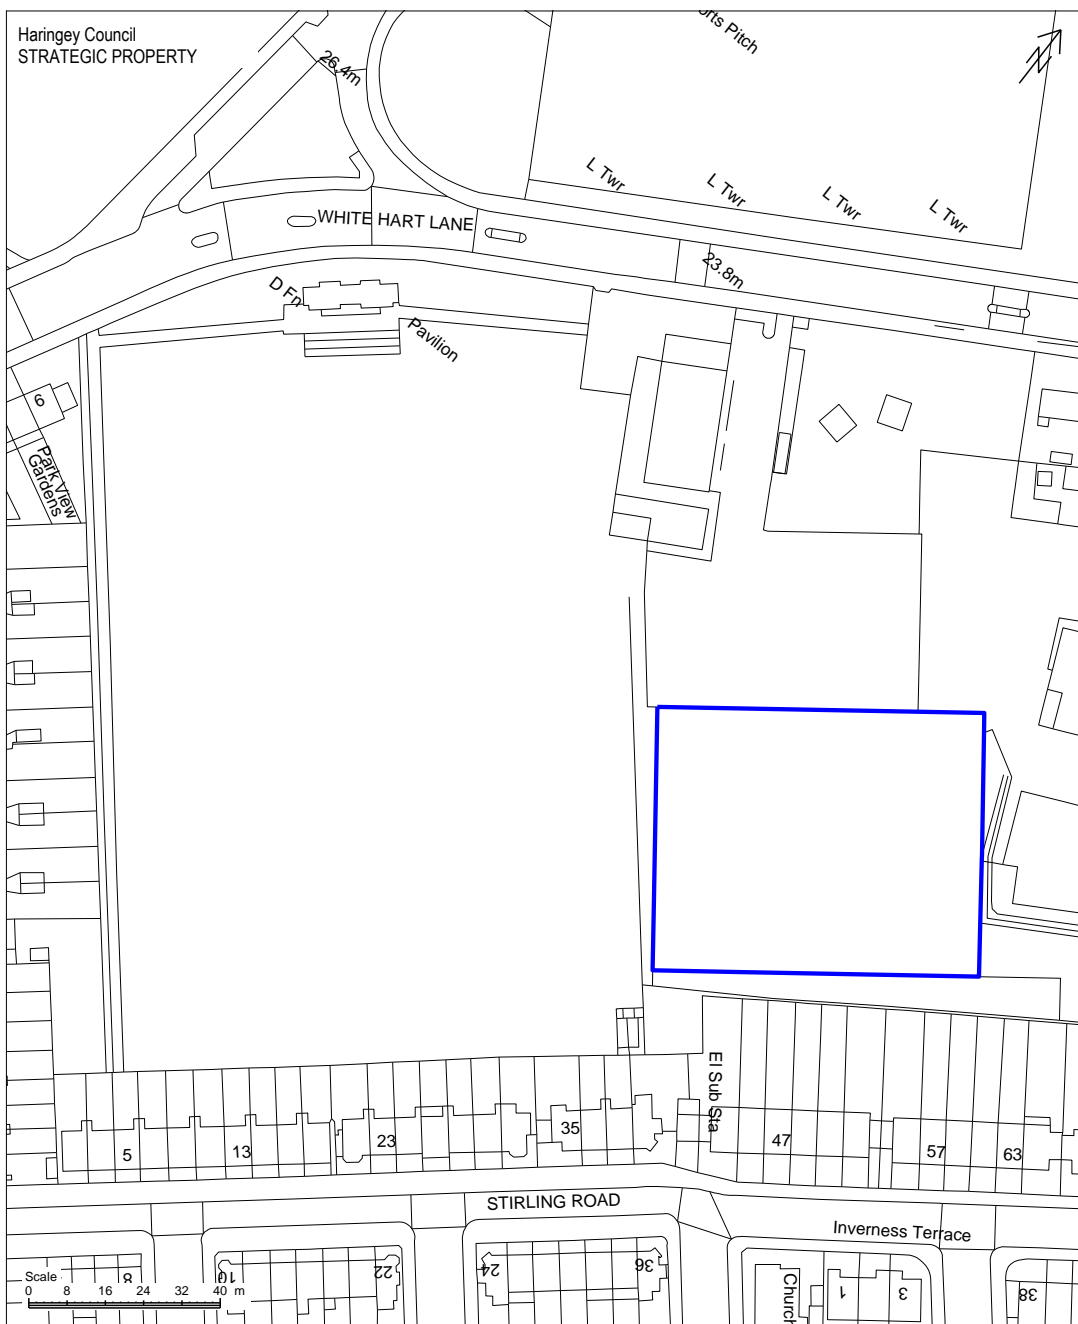 Haringey Council
STRATEGIC PROPERTY
26.4m
Pitch
L Twr
L Twr
L Twr
L Twr
WHITE HART LANE
23.8m
D Fn
Pavilion
6
Park View
Gardens
El Sub Sta
5
13
23
35
47
57
63
STIRLING ROAD
Inverness Terrace
Scale
0 8 16 24 32 40 m
8
10
22
24
36
Church
1
3
38
N